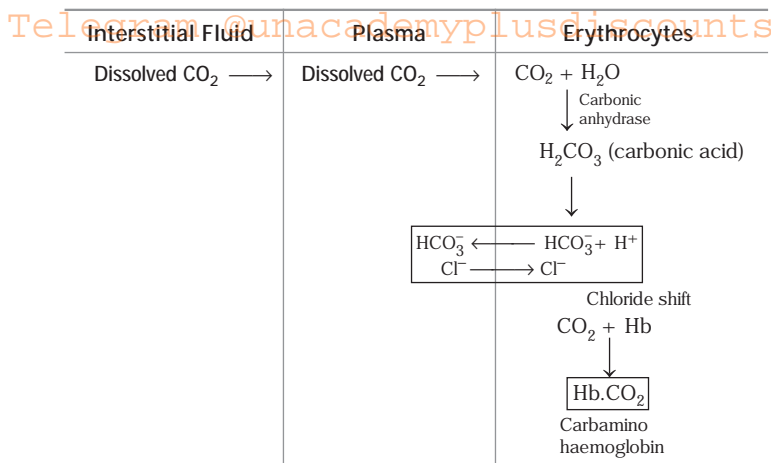 Telegram @unacademyplusdiscounts
Interstitial Fluid Plasma Erythrocytes
Dissolved CO₂ ⟶ Dissolved CO₂ ⟶ CO₂ + H₂O
Carbonic
anhydrase
H₂CO₃ (carbonic acid)
HCO₃⁻ ⟵ HCO₃⁻ + H⁺
Cl⁻ ⟶ Cl⁻
Chloride shift
CO₂ + Hb
Hb.CO₂
Carbamino
haemoglobin